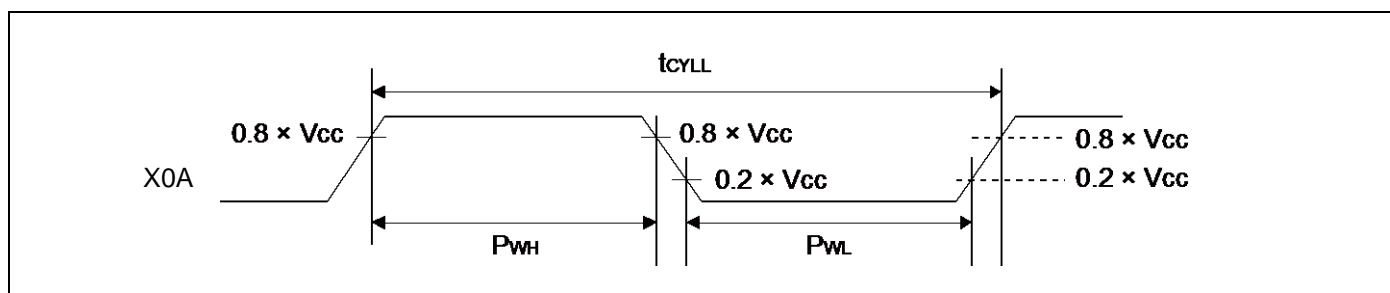 tCYLL
0.8 × Vcc
0.8 × Vcc
0.8 × Vcc
X0A
0.2 × Vcc
0.2 × Vcc
PWH
PWL